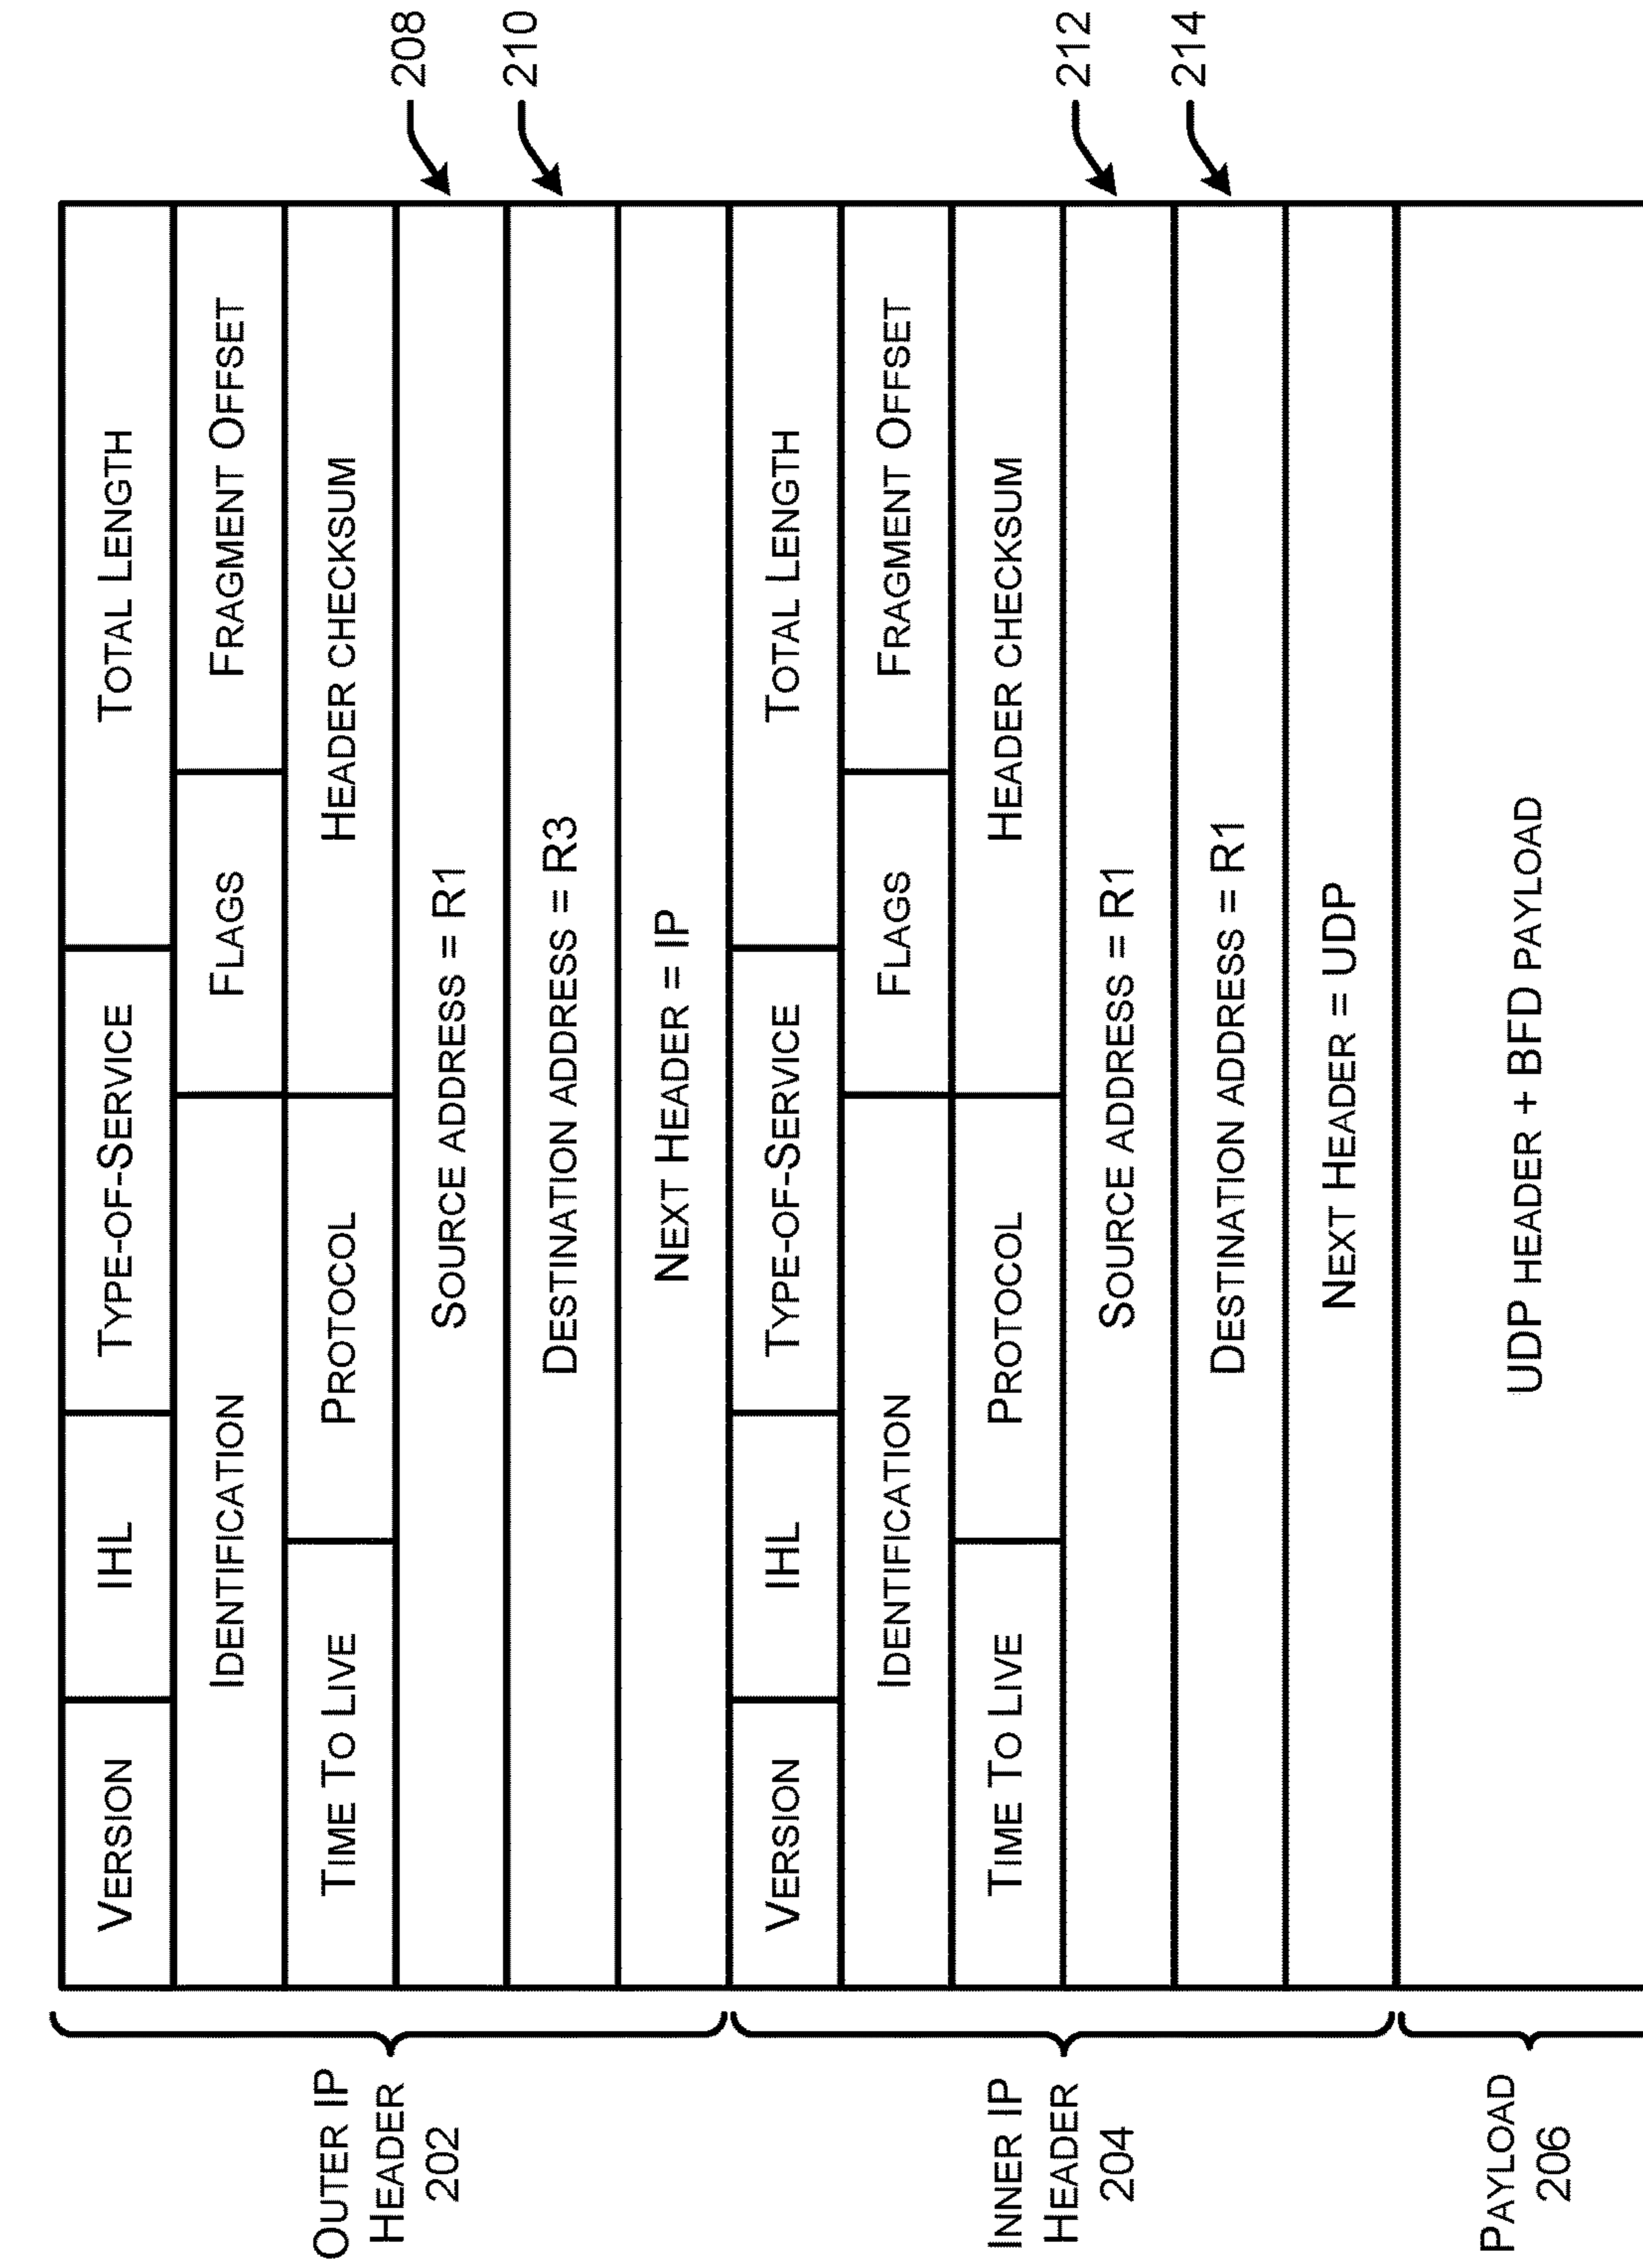 VERSION IHL TYPE-OF-SERVICE TOTAL LENGTH
IDENTIFICATION FLAGS FRAGMENT OFFSET
TIME TO LIVE PROTOCOL HEADER CHECKSUM
SOURCE ADDRESS = R1
208
DESTINATION ADDRESS = R3
210
NEXT HEADER = IP
OUTER IP
HEADER
202
VERSION IHL TYPE-OF-SERVICE TOTAL LENGTH
IDENTIFICATION FLAGS FRAGMENT OFFSET
TIME TO LIVE PROTOCOL HEADER CHECKSUM
SOURCE ADDRESS = R1
212
DESTINATION ADDRESS = R1
214
NEXT HEADER = UDP
INNER IP
HEADER
204
UDP HEADER + BFD PAYLOAD
PAYLOAD
206